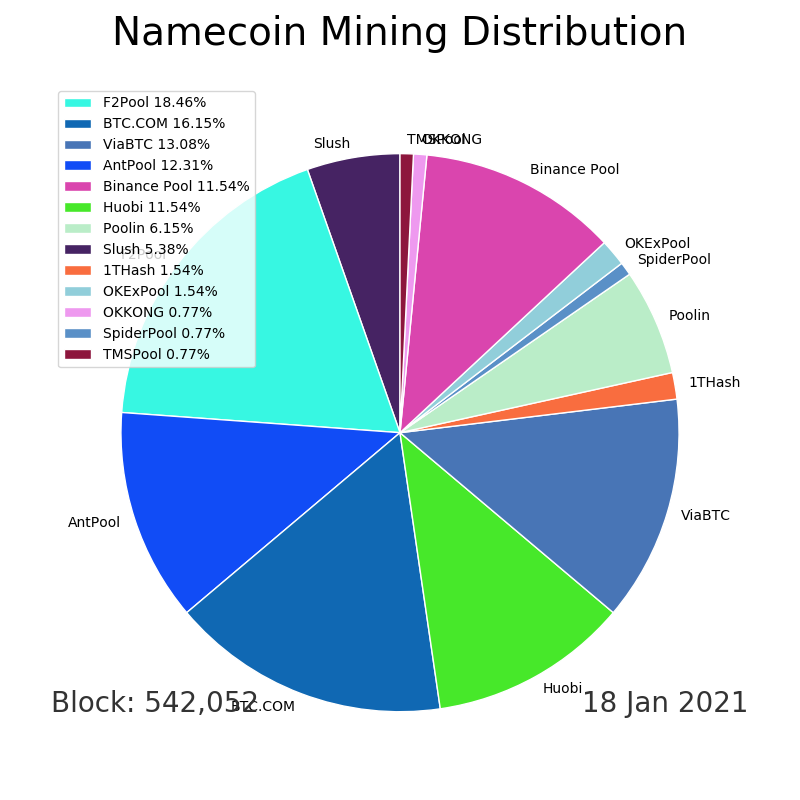 Namecoin Mining Distribution
F2Pool 18.46%
BTC.COM 16.15%
ViaBTC 13.08%
AntPool 12.31%
Binance Pool 11.54%
Huobi 11.54%
Poolin 6.15%
Slush 5.38%
1THash 1.54%
OKExPool 1.54%
OKKONG 0.77%
SpiderPool 0.77%
TMSPool 0.77%
TMSPool
OKKONG
Slush
Binance Pool
OKExPool
SpiderPool
F2Pool
Poolin
1THash
ViaBTC
AntPool
Huobi
BTC.COM
Block: 542,052
18 Jan 2021